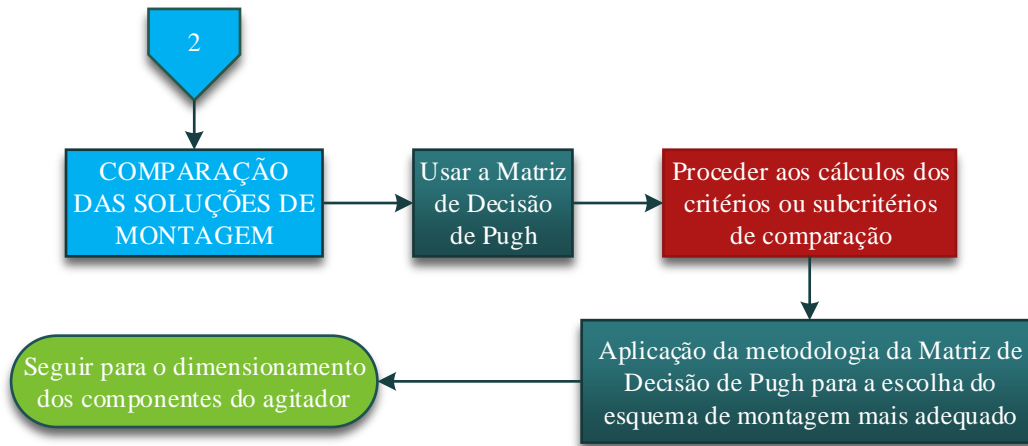 2
COMPARAÇÃO
DAS SOLUÇÕES DE
MONTAGEM
Usar a Matriz
de Decisão
de Pugh
Proceder aos cálculos dos
critérios ou subcritérios
de comparação
Aplicação da metodologia da Matriz de
Decisão de Pugh para a escolha do
esquema de montagem mais adequado
Seguir para o dimensionamento
dos componentes do agitador